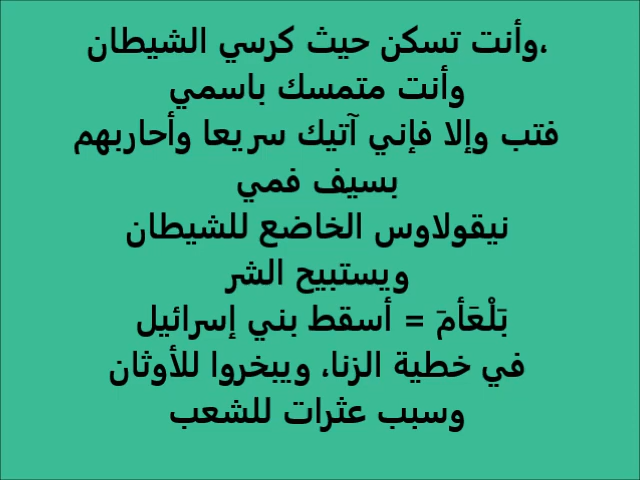 ،وأنت تسكن حيث كرسي الشيطان
وأنت متمسك باسمي
فتب وإلا فإني آتيك سريعا وأحاربهم
بسيف فمي
نيقولاوس الخاضع للشيطان
ويستبيح الشر
بَلْعَأمَ = أسقط بني إسرائيل
في خطية الزنا، ويبخروا للأوثان
وسبب عثرات للشعب